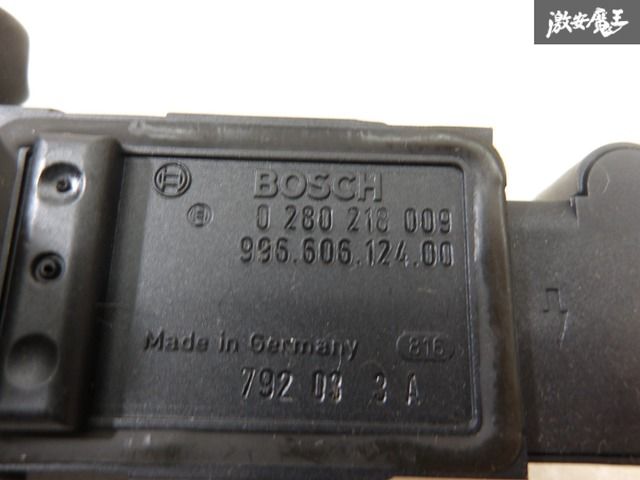 激安魔王
BOSCH
0 280 218 009
996.606.124.00
Made in Germany 816
792 03 3 A